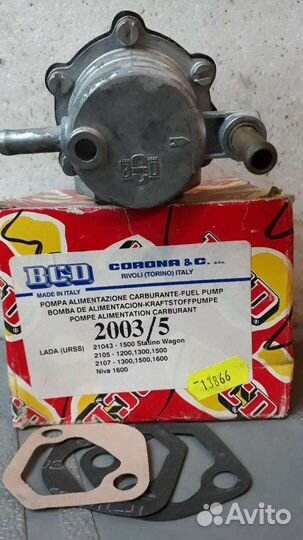 BCD
MADE IN ITALY
CORONA & C. S.P.A.
RIVOLI (TORINO) ITALY
POMPA ALIMENTAZIONE CARBURANTE-FUEL PUMP
BOMBA DE ALIMENTACION-KRAFTSTOFFPUMPE
POMPE ALIMENTATION CARBURANT
2003/5
LADA (URSS)
21043 - 1500 Statino Wagon
2105 - 1200,1300,1500
2107 - 1300,1500,1600
Niva 1600
13866
Avito